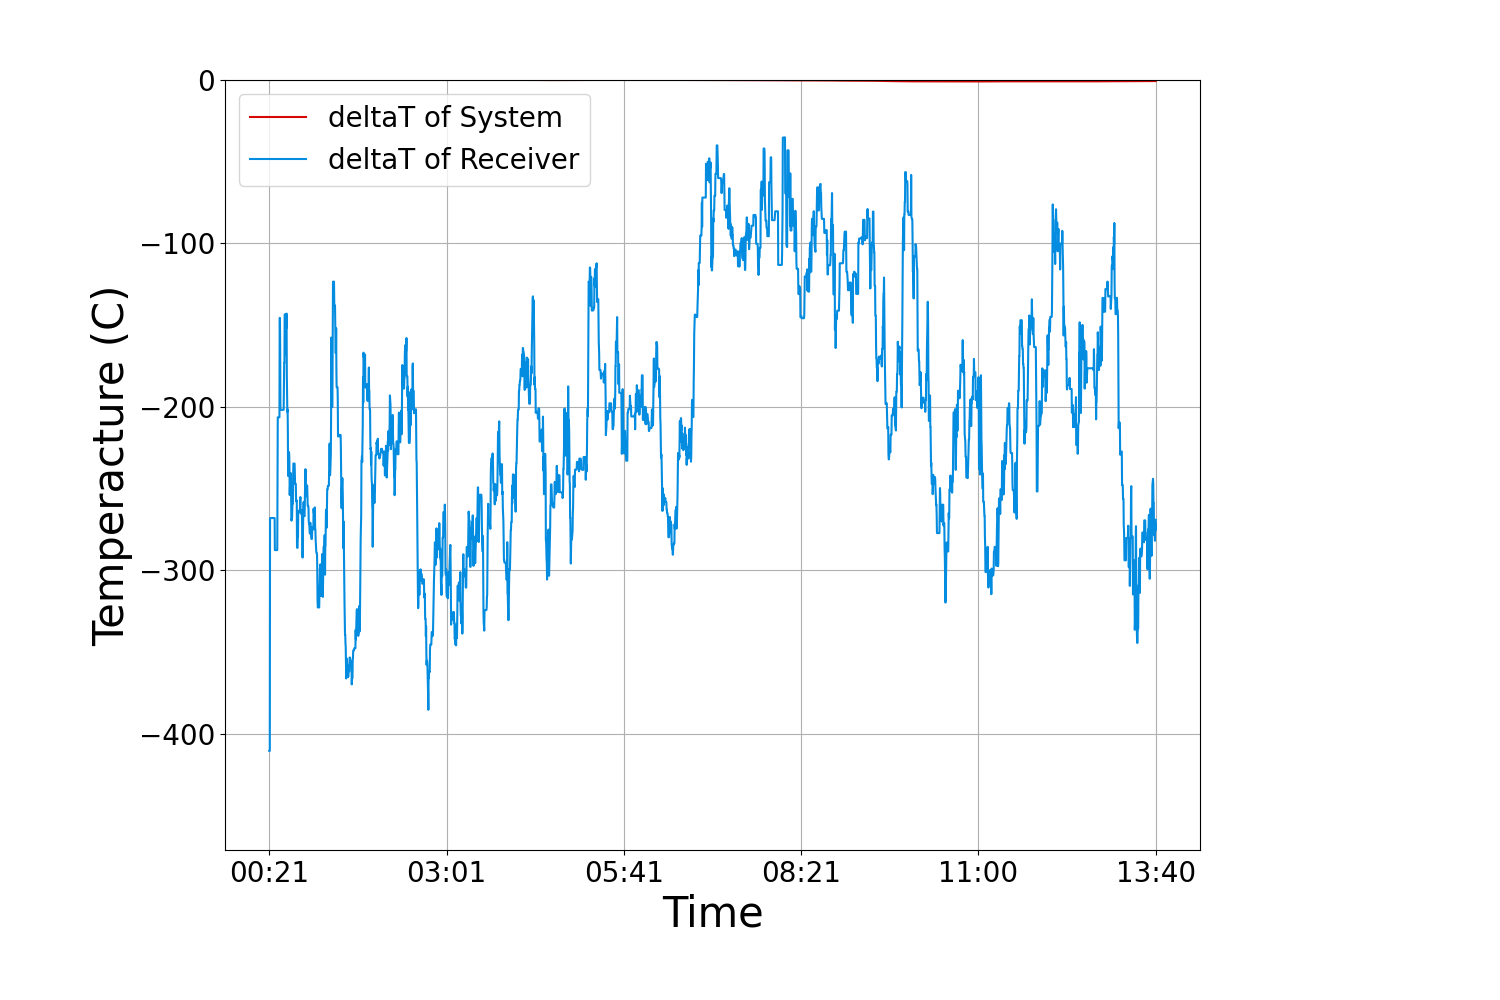 0
−100
−200
−300
−400
Temperacture (C)
deltaT of System
deltaT of Receiver
00:21 03:01 05:41 08:21 11:00 13:40
Time